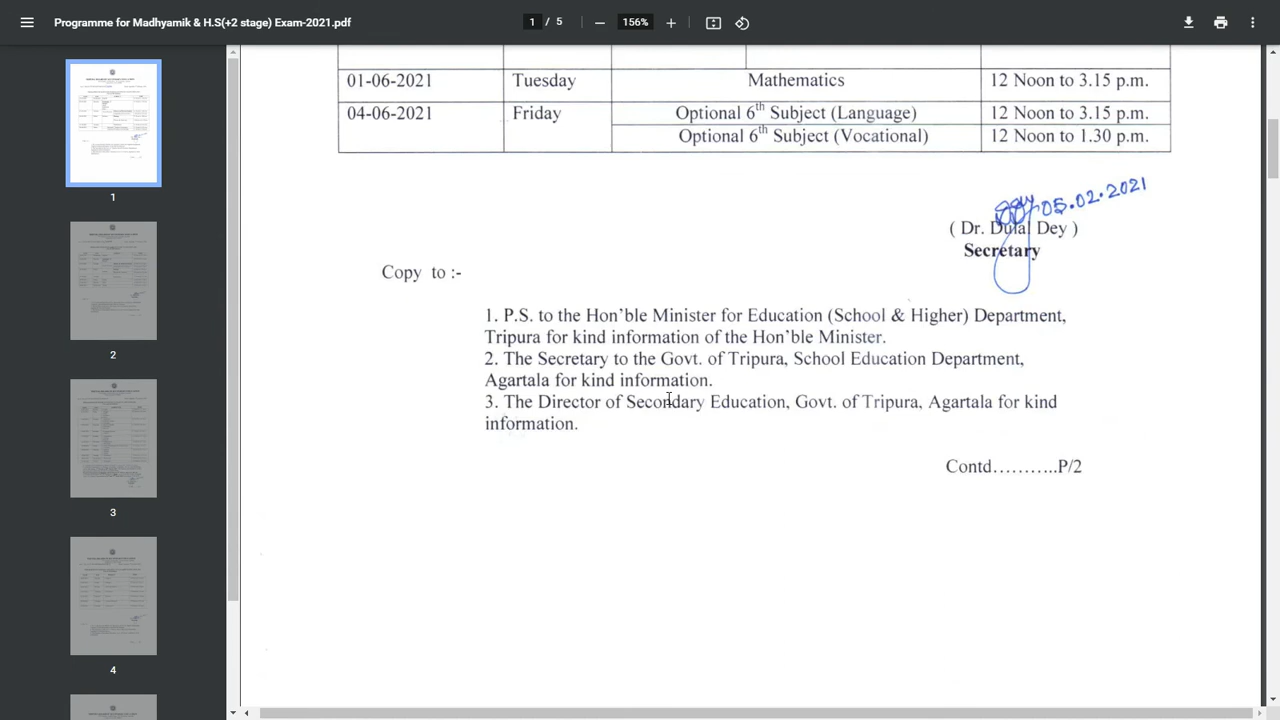 Programme for Madhyamik & H.S(+2 stage) Exam-2021.pdf
1 / 5
156%
01-06-2021 Tuesday Mathematics 12 Noon to 3.15 p.m.
04-06-2021 Friday Optional 6th Subject Language) 12 Noon to 3.15 p.m.
Optional 6th Subject (Vocational) 12 Noon to 1.30 p.m.
05.02.2021
( Dr. Dulal Dey )
Secretary
Copy to :-
1. P.S. to the Hon'ble Minister for Education (School & Higher) Department,
Tripura for kind information of the Hon'ble Minister.
2. The Secretary to the Govt. of Tripura, School Education Department,
Agartala for kind information.
3. The Director of Secondary Education, Govt. of Tripura, Agartala for kind
information.
Contd………..P/2
1
2
3
4